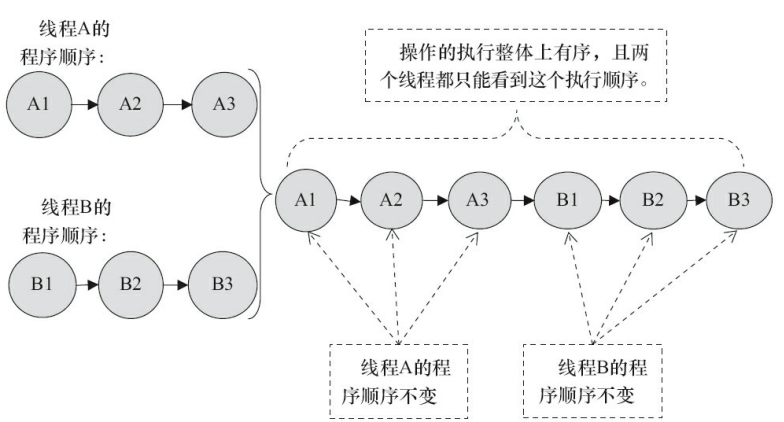 线程A的
程序顺序：
A1 A2 A3
线程B的
程序顺序：
B1 B2 B3
操作的执行整体上有序，且两
个线程都只能看到这个执行顺序。
A1 A2 A3 B1 B2 B3
线程A的程
序顺序不变
线程B的程
序顺序不变